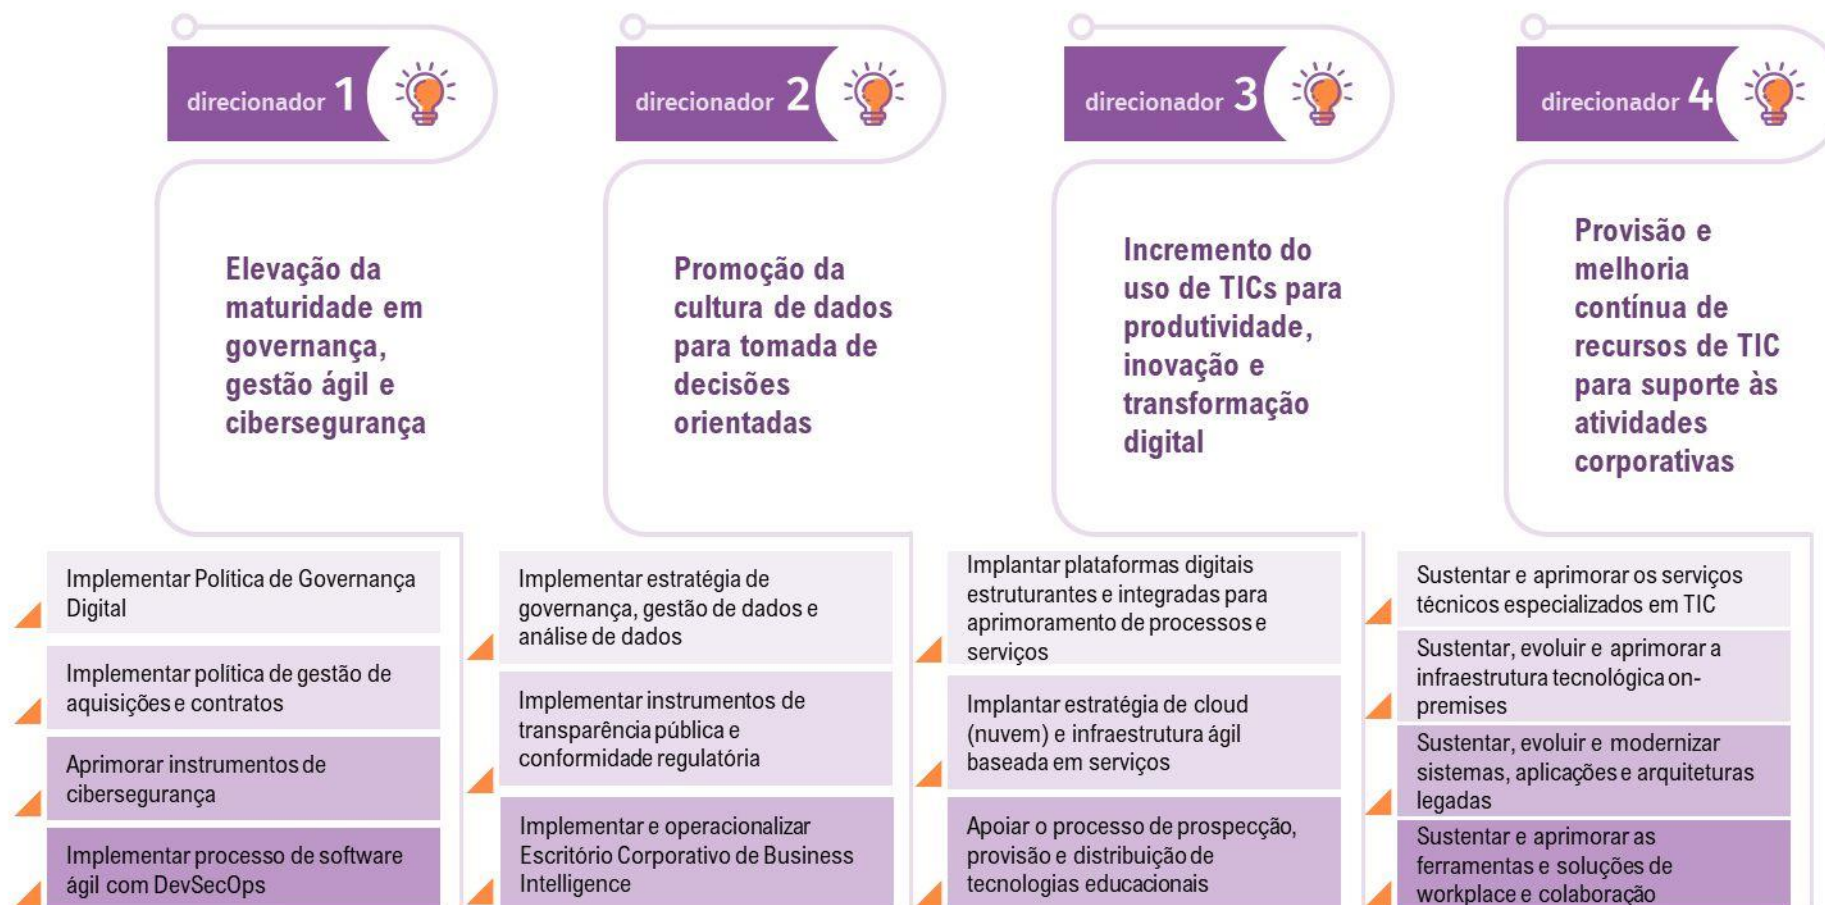 direcionador 1
Elevação da
maturidade em
governança,
gestão ágil e
cibersegurança
Implementar Política de Governança
Digital
Implementar política de gestão de
aquisições e contratos
Aprimorar instrumentos de
cibersegurança
Implementar processo de software
ágil com DevSecOps
direcionador 2
Promoção da
cultura de dados
para tomada de
decisões
orientadas
Implementar estratégia de
governança, gestão de dados e
análise de dados
Implementar instrumentos de
transparência pública e
conformidade regulatória
Implementar e operacionalizar
Escritório Corporativo de Business
Intelligence
direcionador 3
Incremento do
uso de TICs para
produtividade,
inovação e
transformação
digital
Implantar plataformas digitais
estruturantes e integradas para
aprimoramento de processos e
serviços
Implantar estratégia de cloud
(nuvem) e infraestrutura ágil
baseada em serviços
Apoiar o processo de prospecção,
provisão e distribuição de
tecnologias educacionais
direcionador 4
Provisão e
melhoria
contínua de
recursos de TIC
para suporte às
atividades
corporativas
Sustentar e aprimorar os serviços
técnicos especializados em TIC
Sustentar, evoluir e aprimorar a
infraestrutura tecnológica on-
premises
Sustentar, evoluir e modernizar
sistemas, aplicações e arquiteturas
legadas
Sustentar e aprimorar as
ferramentas e soluções de
workplace e colaboração